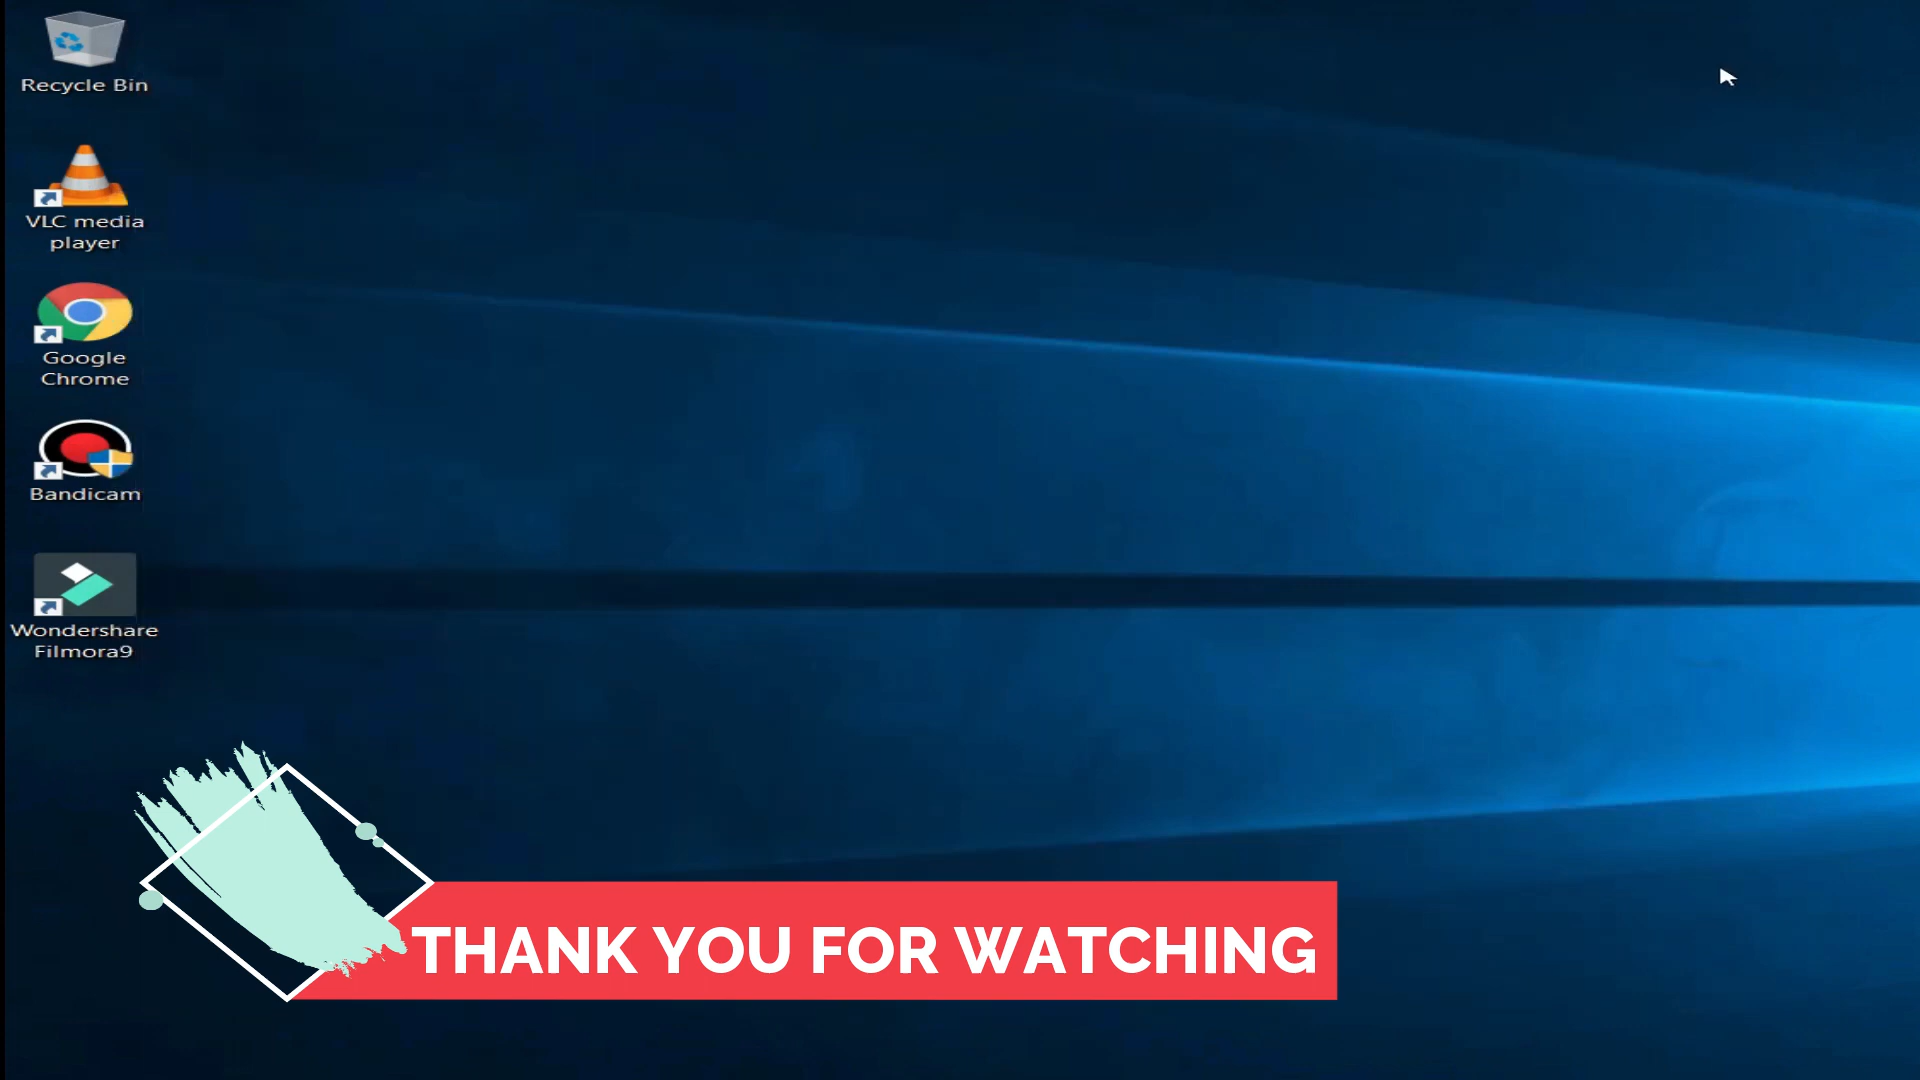 Recycle Bin
VLC media
player
Google
Chrome
Bandicam
Wondershare
Filmora9
THANK YOU FOR WATCHING